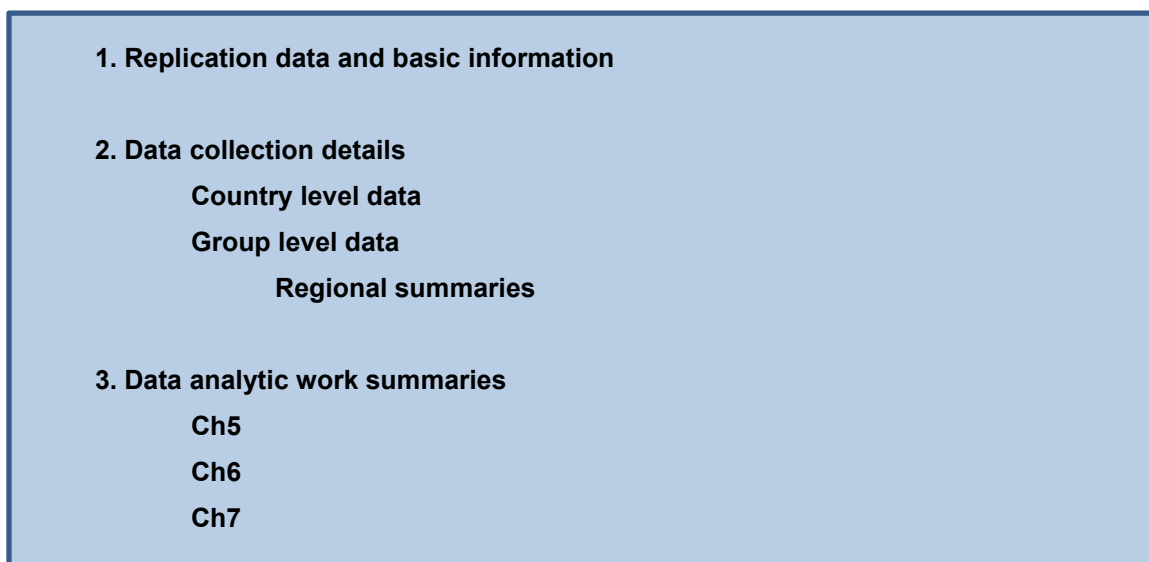 1. Replication data and basic information
2. Data collection details
Country level data
Group level data
Regional summaries
3. Data analytic work summaries
Ch5
Ch6
Ch7